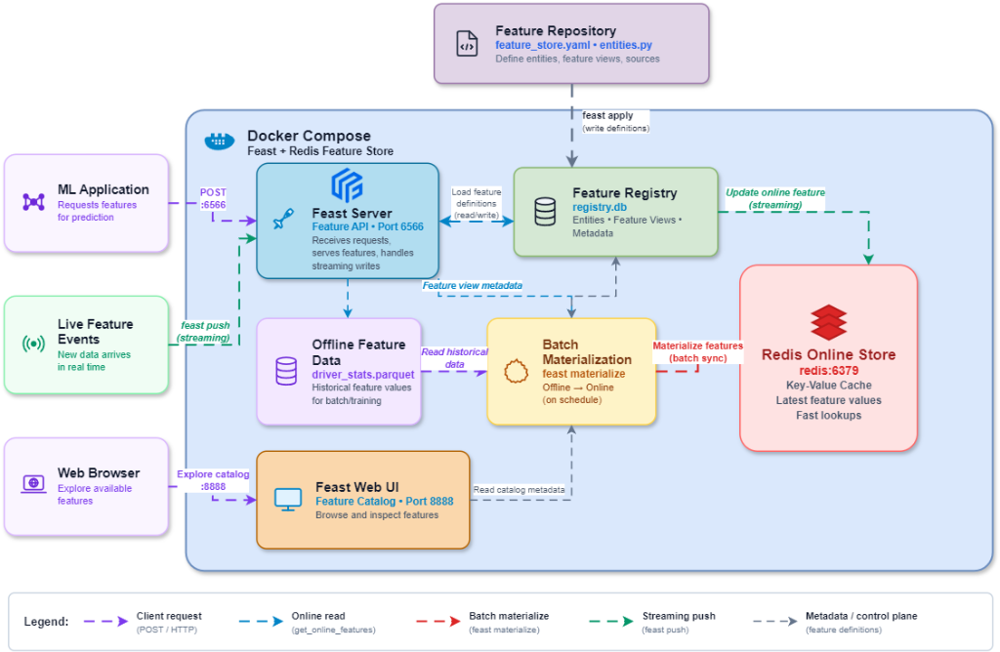 Feature Repository
feature_store.yaml • entities.py
Define entities, feature views, sources
feast apply
(write definitions)
Docker Compose
Feast + Redis Feature Store
ML Application
Requests features
for prediction
POST
:6566
Feast Server
Feature API • Port 6566
Receives requests,
serves features, handles
streaming writes
Load feature
definitions
(read/write)
Feature Registry
registry.db
Entities • Feature Views •
Metadata
Update online feature
(streaming)
Feature view metadata
Live Feature
Events
New data arrives
in real time
feast push
(streaming)
Offline Feature
Data
driver_stats.parquet
Historical feature values
for batch/training
Read historical
data
Batch
Materialization
feast materialize
Offline → Online
(on schedule)
Materialize features
(batch sync)
Redis Online Store
redis:6379
Key-Value Cache
Latest feature values
Fast lookups
Web Browser
Explore available
features
Explore catalog
:8888
Feast Web UI
Feature Catalog • Port 8888
Browse and inspect features
Read catalog metadata
Legend:
Client request
(POST / HTTP)
Online read
(get_online_features)
Batch materialize
(feast materialize)
Streaming push
(feast push)
Metadata / control plane
(feature definitions)